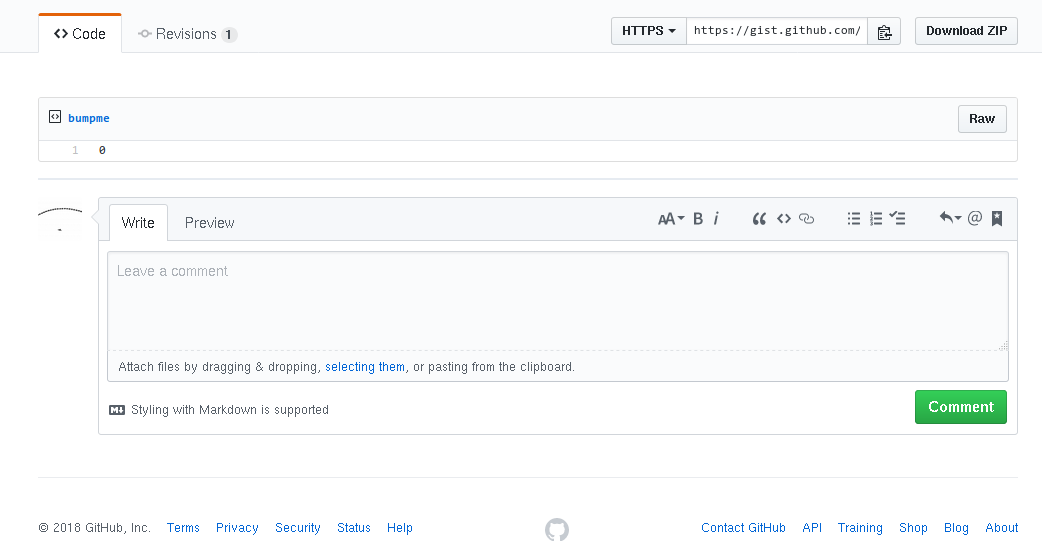 Code Revisions 1 HTTPS https://gist.github.com/ Download ZIP
bumpme Raw
1 0
Write Preview AA B i @
Leave a comment
Attach files by dragging & dropping, selecting them, or pasting from the clipboard.
Styling with Markdown is supported Comment
© 2018 GitHub, Inc. Terms Privacy Security Status Help Contact GitHub API Training Shop Blog About